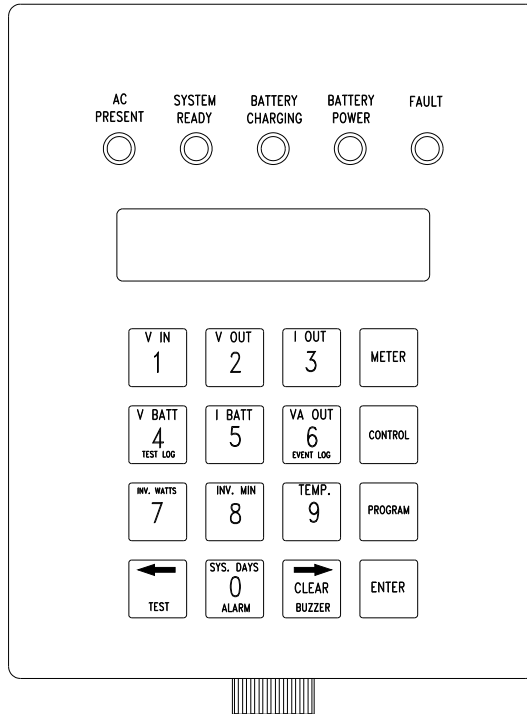 AC
PRESENT
SYSTEM
READY
BATTERY
CHARGING
BATTERY
POWER
FAULT
V IN
1
V OUT
2
I OUT
3
METER
V BATT
4
TEST LOG
I BATT
5
VA OUT
6
EVENT LOG
CONTROL
INV. WATTS
7
INV. MIN
8
TEMP.
9
PROGRAM
TEST
SYS. DAYS
0
ALARM
CLEAR
BUZZER
ENTER